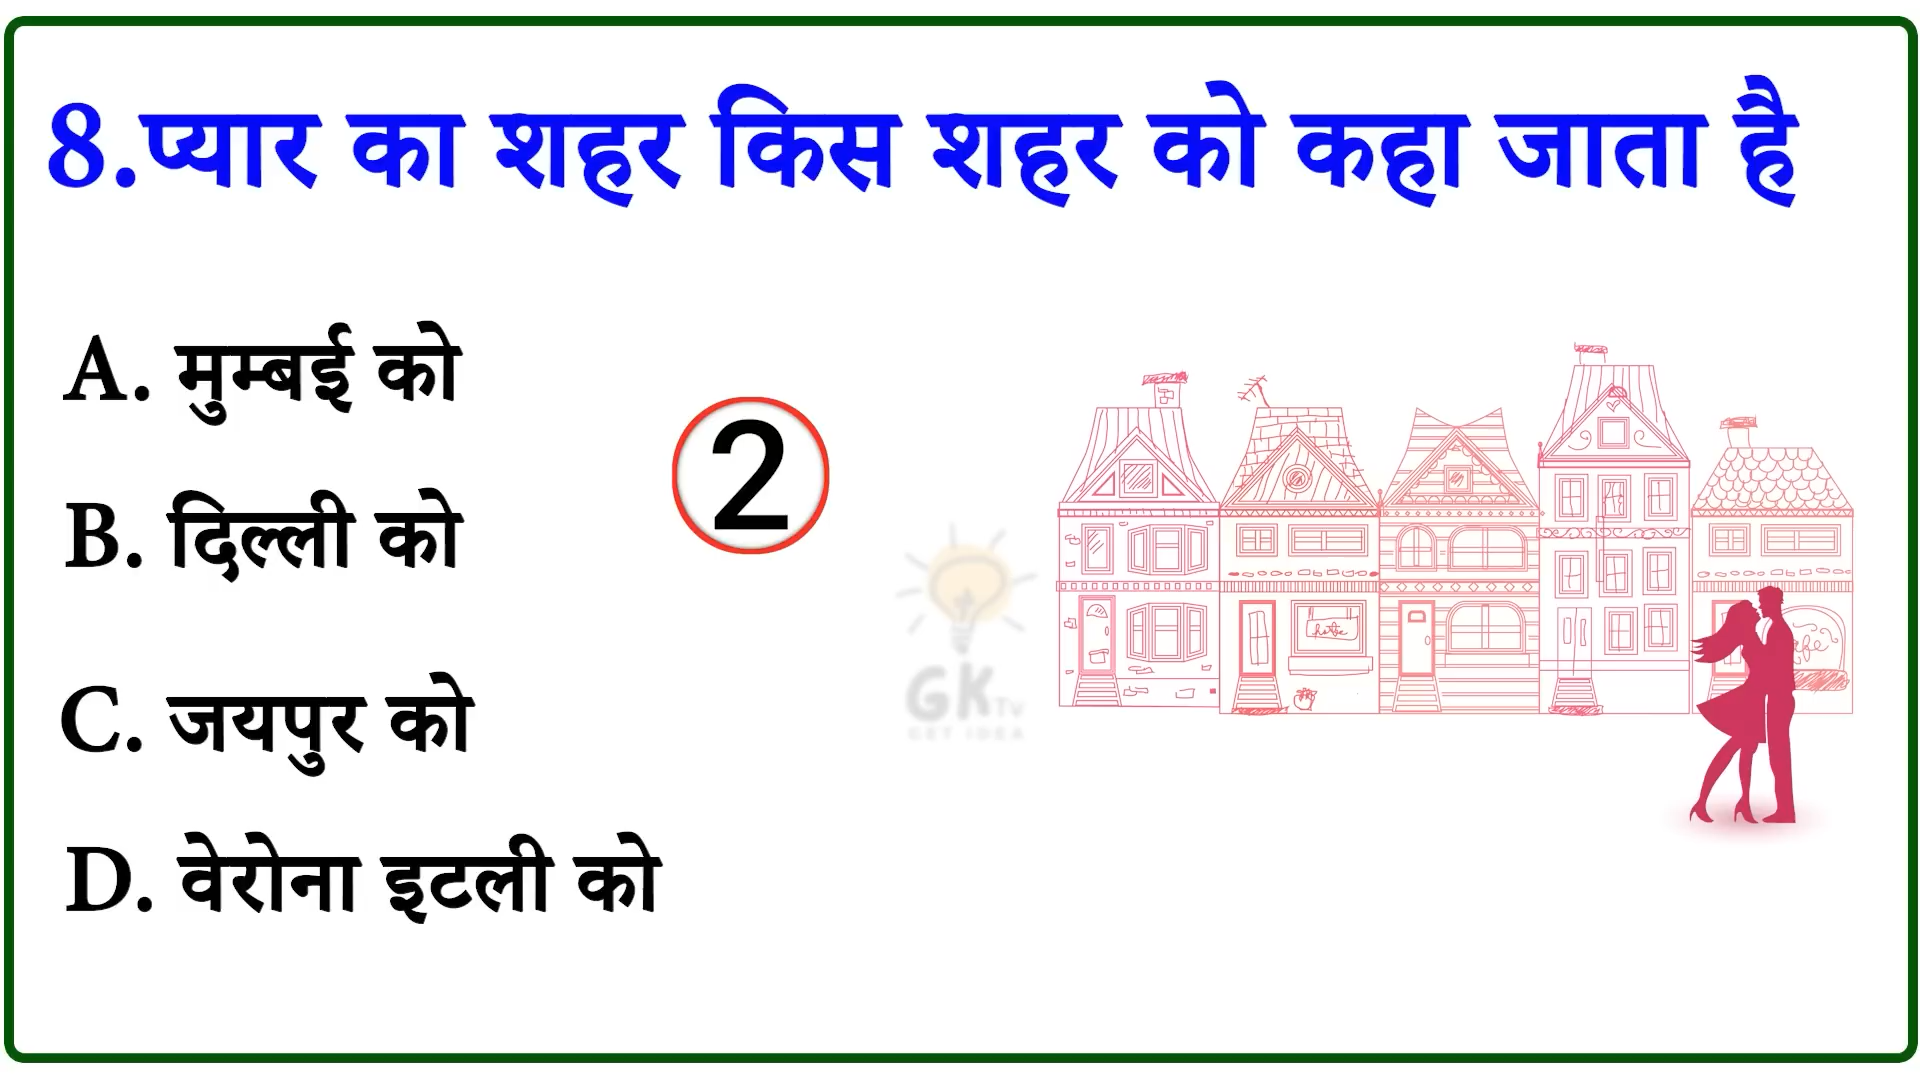 8.प्यार का शहर किस शहर को कहा जाता है
A. मुम्बई को
B. दिल्ली को
2
C. जयपुर को
D. वेरोना इटली को
GK Tv
GET IDEA